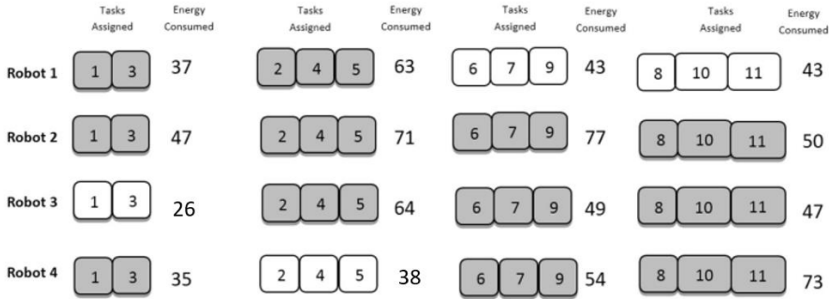 Tasks Energy Tasks Energy Tasks Energy Tasks Energy
Assigned Consumed Assigned Consumed Assigned Consumed Assigned Consumed
Robot 1 1 3 37 2 4 5 63 6 7 9 43 8 10 11 43
Robot 2 1 3 47 2 4 5 71 6 7 9 77 8 10 11 50
Robot 3 1 3 26 2 4 5 64 6 7 9 49 8 10 11 47
Robot 4 1 3 35 2 4 5 38 6 7 9 54 8 10 11 73